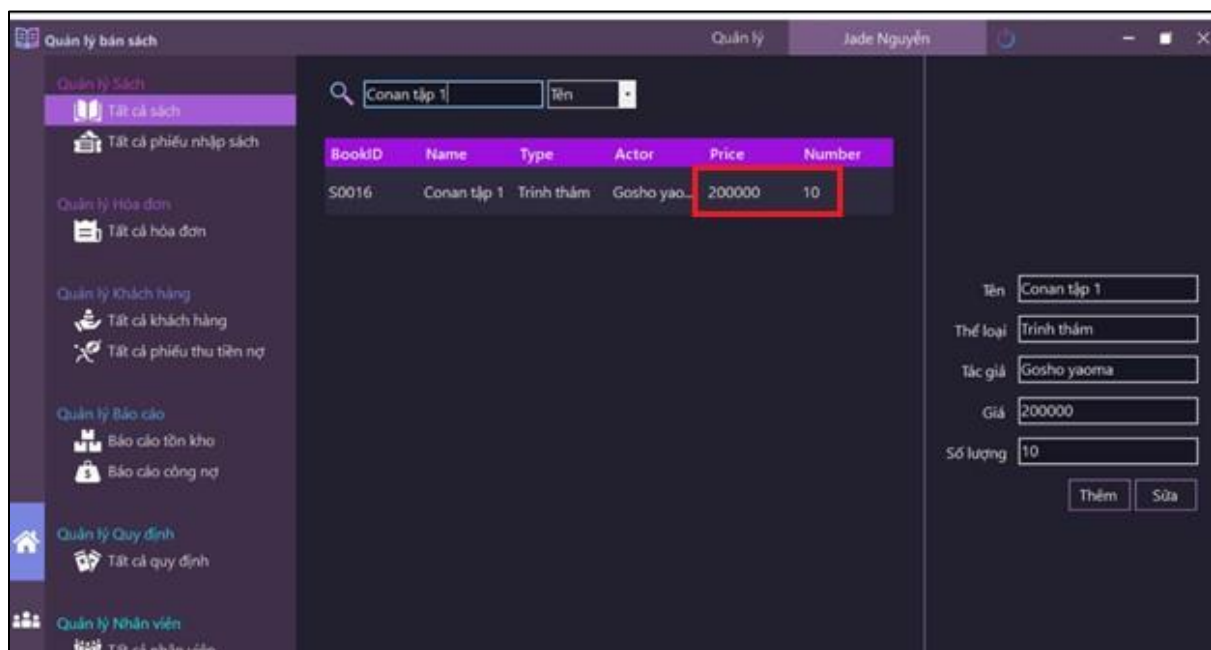 Quản lý bán sách
Quản lý
Jade Nguyễn
Quản lý Sách
Tất cả sách
Tất cả phiếu nhập sách
Quản lý Hóa đơn
Tất cả hóa đơn
Quản lý Khách hàng
Tất cả khách hàng
Tất cả phiếu thu tiền nợ
Quản lý Báo cáo
Báo cáo tồn kho
Báo cáo công nợ
Quản lý Quy định
Tất cả quy định
Quản lý Nhân viên
Tất cả nhân viên
Conan tập 1 Tên
BookID Name Type Actor Price Number
S0016 Conan tập 1 Trinh thám Gosho yao... 200000 10
Tên Conan tập 1
Thể loại Trinh thám
Tác giả Gosho yaoma
Giá 200000
Số lượng 10
Thêm Sửa